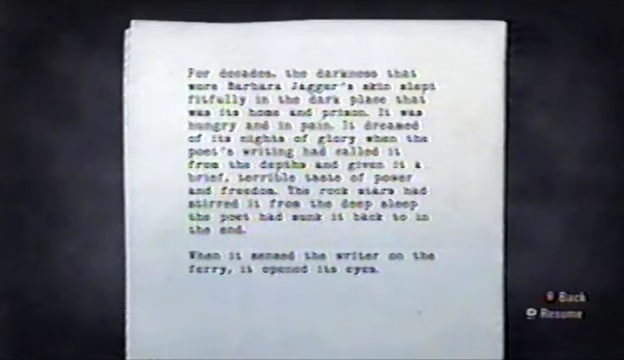 For decades, the darkness that
wore Barbara Jagger's skin slept
fitfully in the dark place that
was its home and prison. It was
hungry and in pain. It dreamed
of its nights of glory when the
poet's writing had called it
from the depths and given it a
brief, terrible taste of power
and freedom. The rock stars had
stirred it from the deep sleep
the poet had sunk it back to in
the end.
When it sensed the writer on the
ferry, it opened its eyes.
Back
Resume